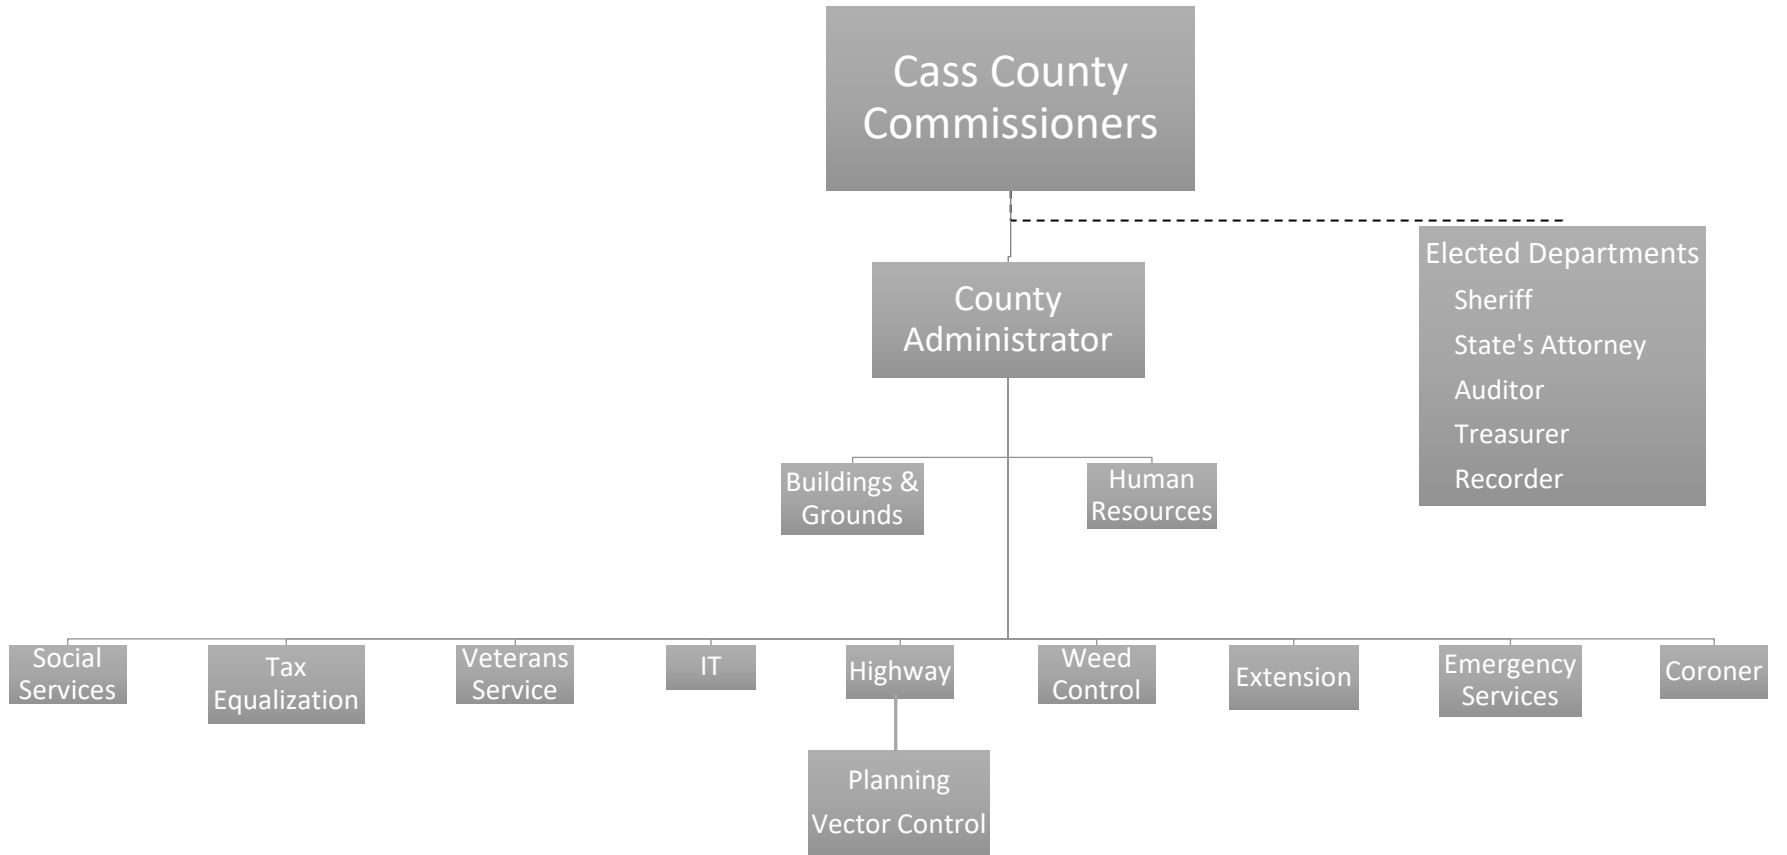 Cass County
Commissioners
Elected Departments
Sheriff
State's Attorney
Auditor
Treasurer
Recorder
County
Administrator
Buildings &
Grounds
Human
Resources
Social
Services
Tax
Equalization
Veterans
Service
IT
Highway
Weed
Control
Extension
Emergency
Services
Coroner
Planning
Vector Control